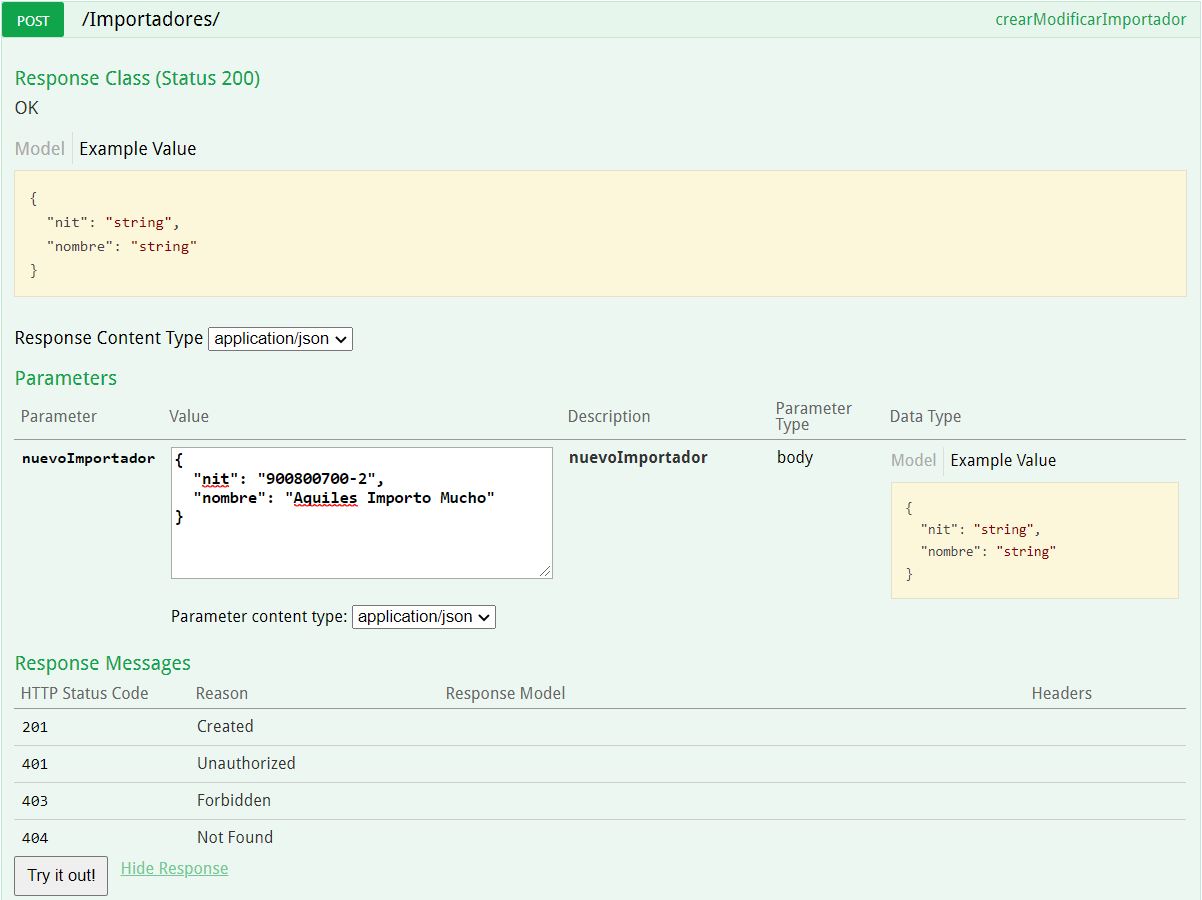 POST /Importadores/ crearModificarImportador
Response Class (Status 200)
OK
Model Example Value
{
"nit": "string",
"nombre": "string"
}
Response Content Type application/json
Parameters
Parameter Value Description Parameter Type Data Type
nuevoImportador
{
"nit": "900800700-2",
"nombre": "Aquiles Importo Mucho"
}
nuevoImportador body
Model Example Value
{
"nit": "string",
"nombre": "string"
}
Parameter content type: application/json
Response Messages
HTTP Status Code Reason Response Model Headers
201 Created
401 Unauthorized
403 Forbidden
404 Not Found
Try it out! Hide Response